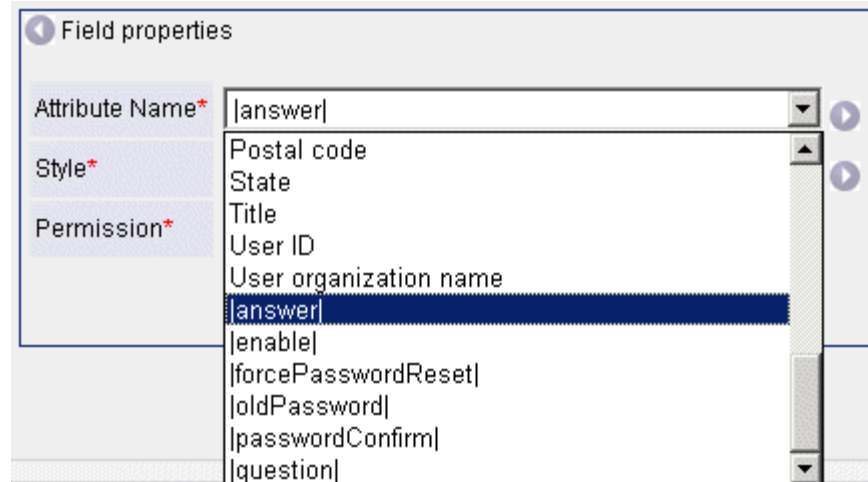 Field properties
Attribute Name* |answer|
Postal code
Style*
State
Title
Permission*
User ID
User organization name
|answer|
|enable|
|forcePasswordReset|
|oldPassword|
|passwordConfirm|
|question|